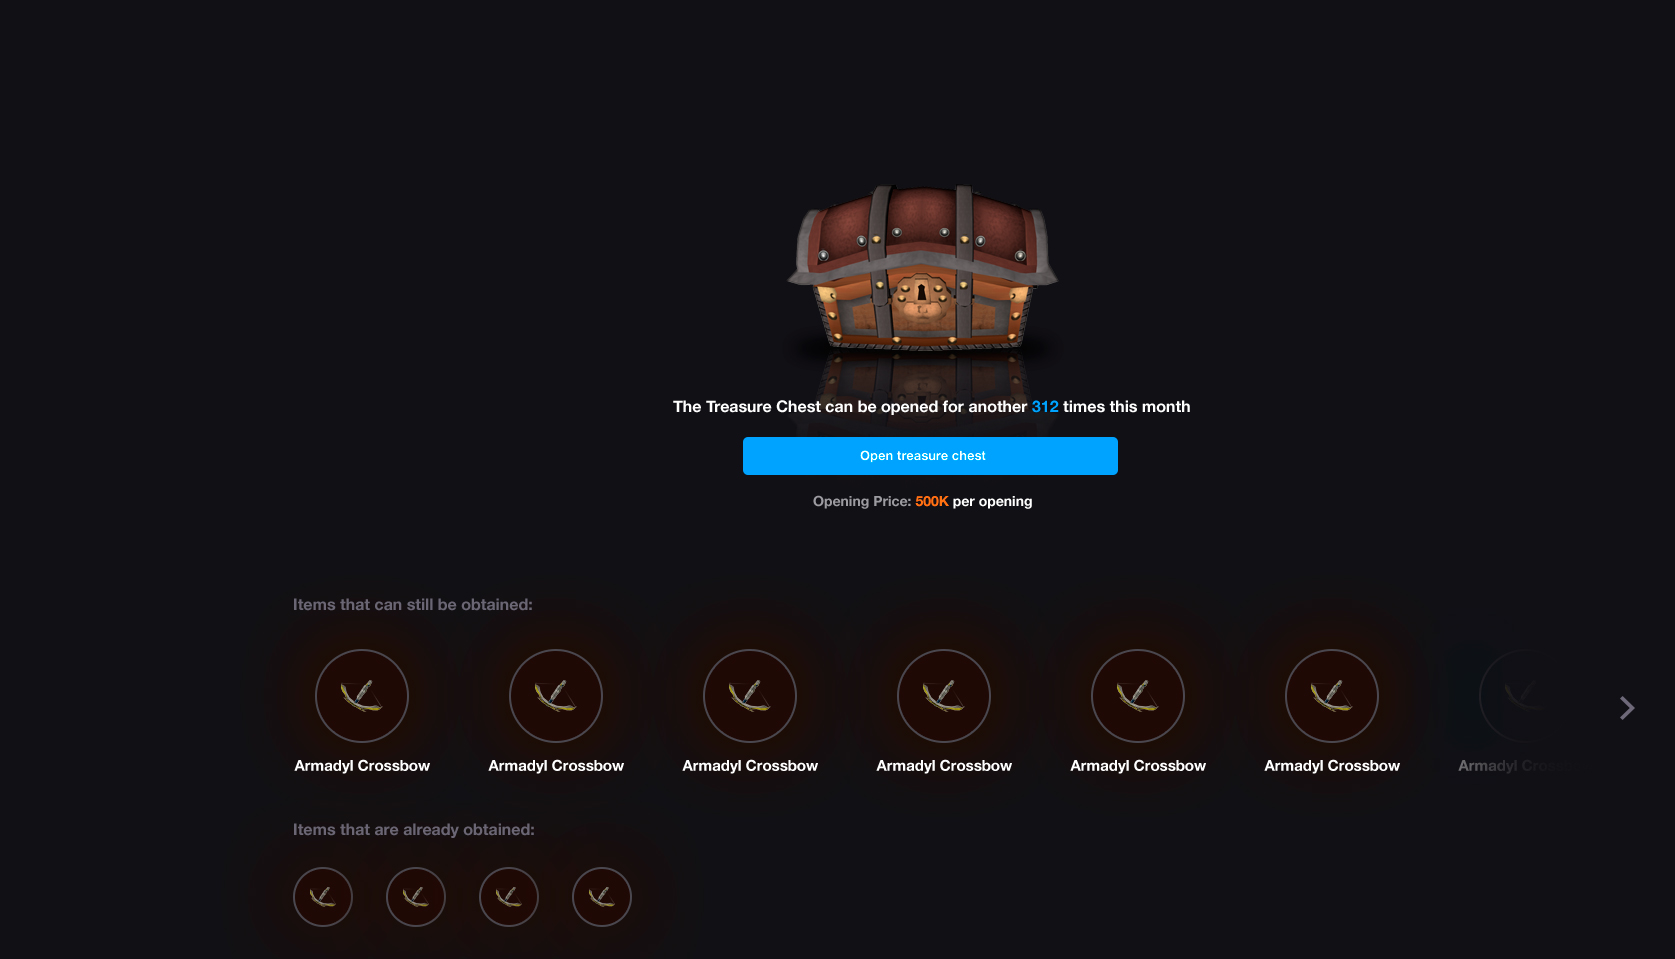 The Treasure Chest can be opened for another 312 times this month
Open treasure chest
Opening Price: 500K per opening
Items that can still be obtained:
Armadyl Crossbow Armadyl Crossbow Armadyl Crossbow Armadyl Crossbow Armadyl Crossbow Armadyl Crossbow Armadyl
Items that are already obtained: